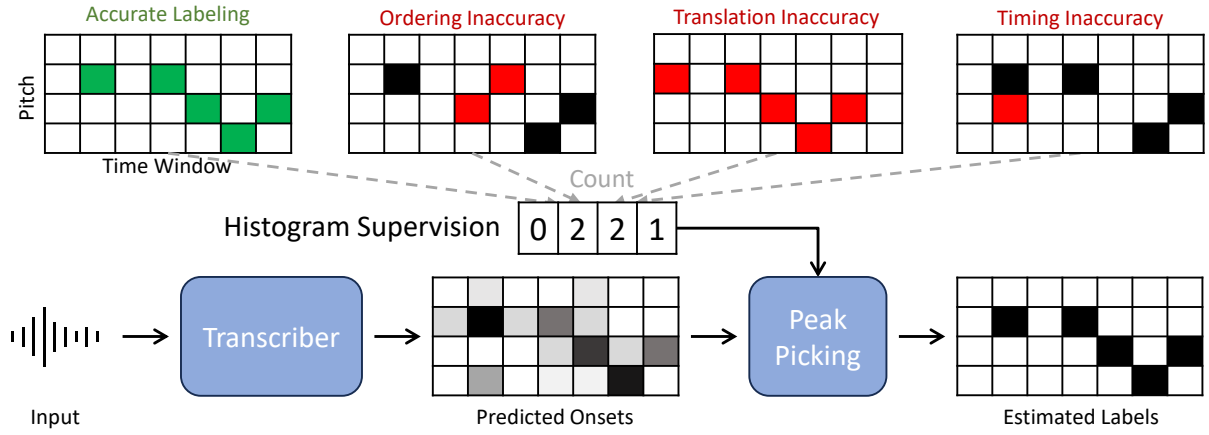 Accurate Labeling
Ordering Inaccuracy
Translation Inaccuracy
Timing Inaccuracy
Pitch
Time Window
Count
Histogram Supervision
0 2 2 1
Transcriber
Peak
Picking
Input
Predicted Onsets
Estimated Labels